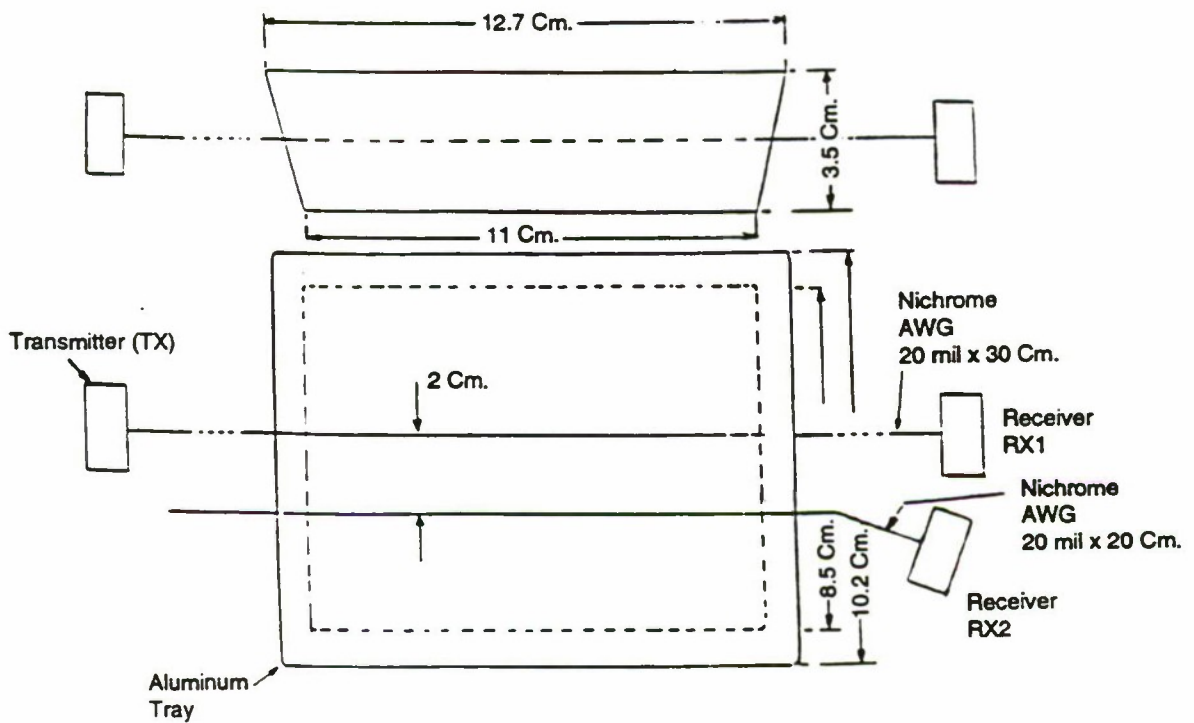 12.7 Cm.
3.5 Cm.
11 Cm.
Transmitter (TX)
2 Cm.
Nichrome
AWG
20 mil x 30 Cm.
Receiver
RX1
Nichrome
AWG
20 mil x 20 Cm.
8.5 Cm.
10.2 Cm.
Receiver
RX2
Aluminum
Tray